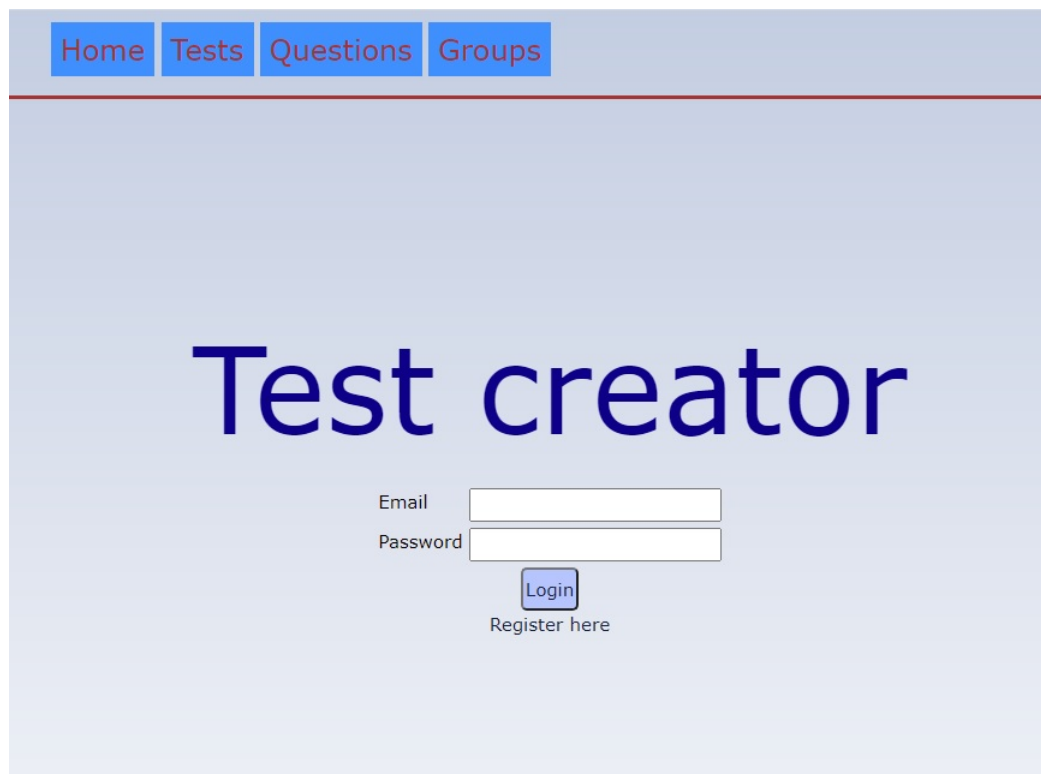 Home Tests Questions Groups
Test creator
Email
Password
Login
Register here